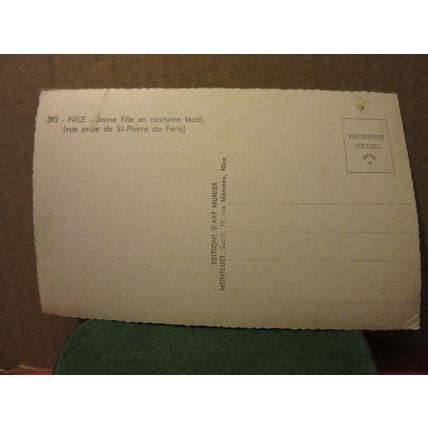 392 - NICE - Jeune fille en costume local,
(vue prise de St-Pierre de Féric)
EDITIONS D'ART MUNIER
MONTLUET, Succr, 19, rue Marceau, Nice
PHOTOGRAPHIE
VÉRITABLE